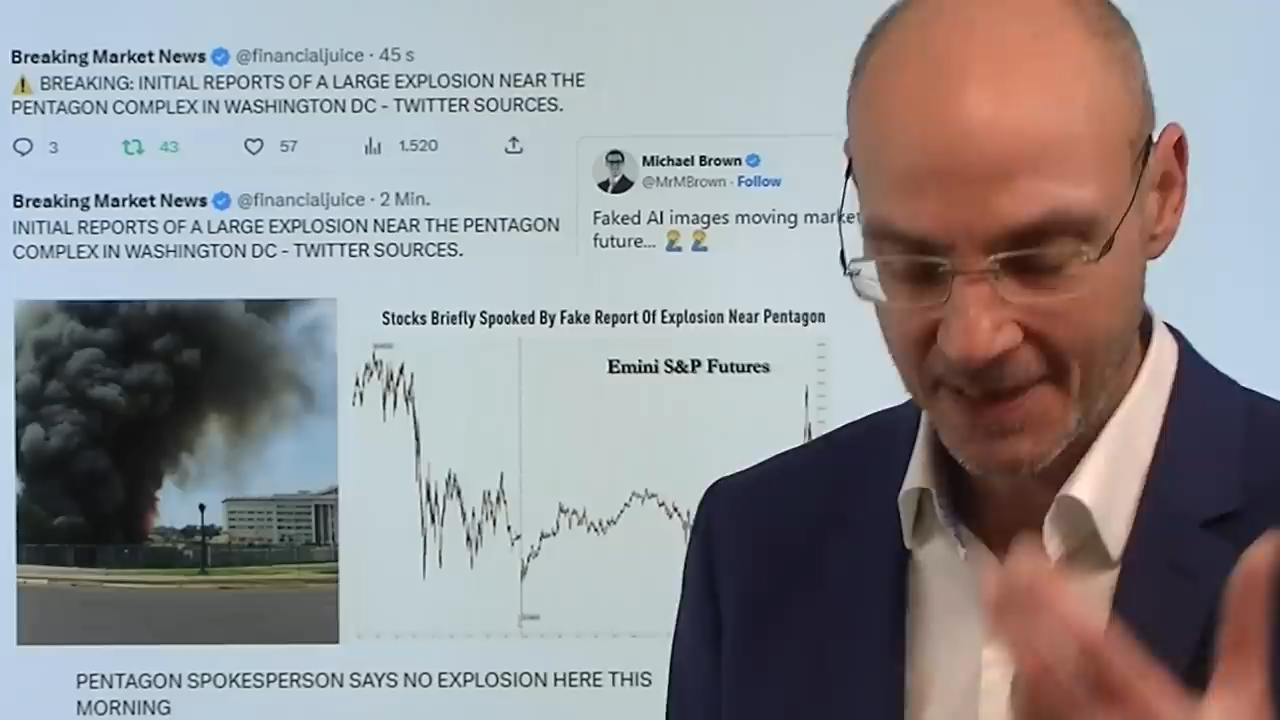 Breaking Market News @financialjuice · 45 s
⚠️ BREAKING: INITIAL REPORTS OF A LARGE EXPLOSION NEAR THE
PENTAGON COMPLEX IN WASHINGTON DC - TWITTER SOURCES.
3 43 57 1.520
Breaking Market News @financialjuice · 2 Min.
INITIAL REPORTS OF A LARGE EXPLOSION NEAR THE PENTAGON
COMPLEX IN WASHINGTON DC - TWITTER SOURCES.
Michael Brown
@MrMBrown · Follow
Faked AI images moving market
future... 🤦‍♂️ 🤦‍♂️
Stocks Briefly Spooked By Fake Report Of Explosion Near Pentagon
Emini S&P Futures
PENTAGON SPOKESPERSON SAYS NO EXPLOSION HERE THIS
MORNING